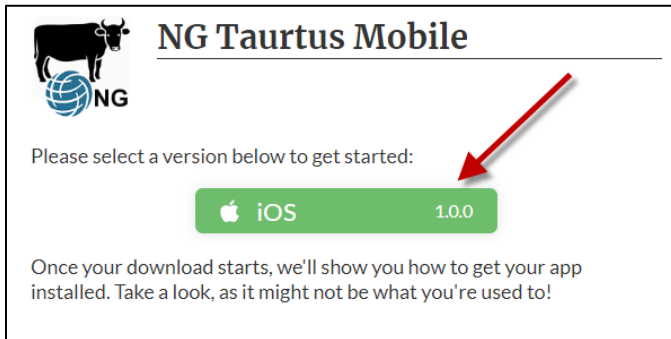 NG Taurtus Mobile
NG
Please select a version below to get started:
iOS 1.0.0
Once your download starts, we'll show you how to get your app
installed. Take a look, as it might not be what you're used to!